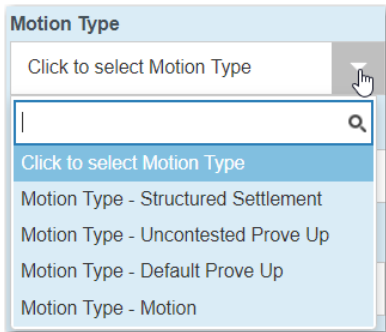 Motion Type
Click to select Motion Type
Click to select Motion Type
Motion Type - Structured Settlement
Motion Type - Uncontested Prove Up
Motion Type - Default Prove Up
Motion Type - Motion